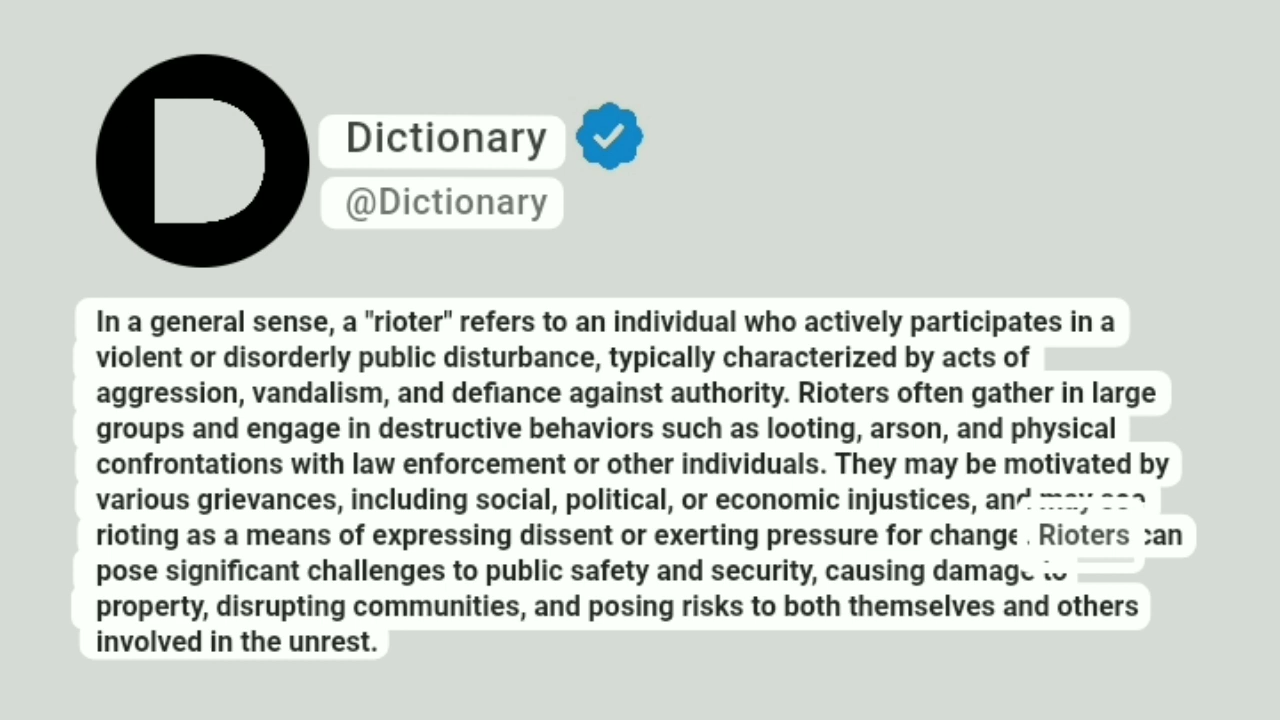 D
Dictionary
@Dictionary
In a general sense, a "rioter" refers to an individual who actively participates in a
violent or disorderly public disturbance, typically characterized by acts of
aggression, vandalism, and defiance against authority. Rioters often gather in large
groups and engage in destructive behaviors such as looting, arson, and physical
confrontations with law enforcement or other individuals. They may be motivated by
various grievances, including social, political, or economic injustices, and may see
rioting as a means of expressing dissent or exerting pressure for change. Rioters can
pose significant challenges to public safety and security, causing damage to
property, disrupting communities, and posing risks to both themselves and others
involved in the unrest.